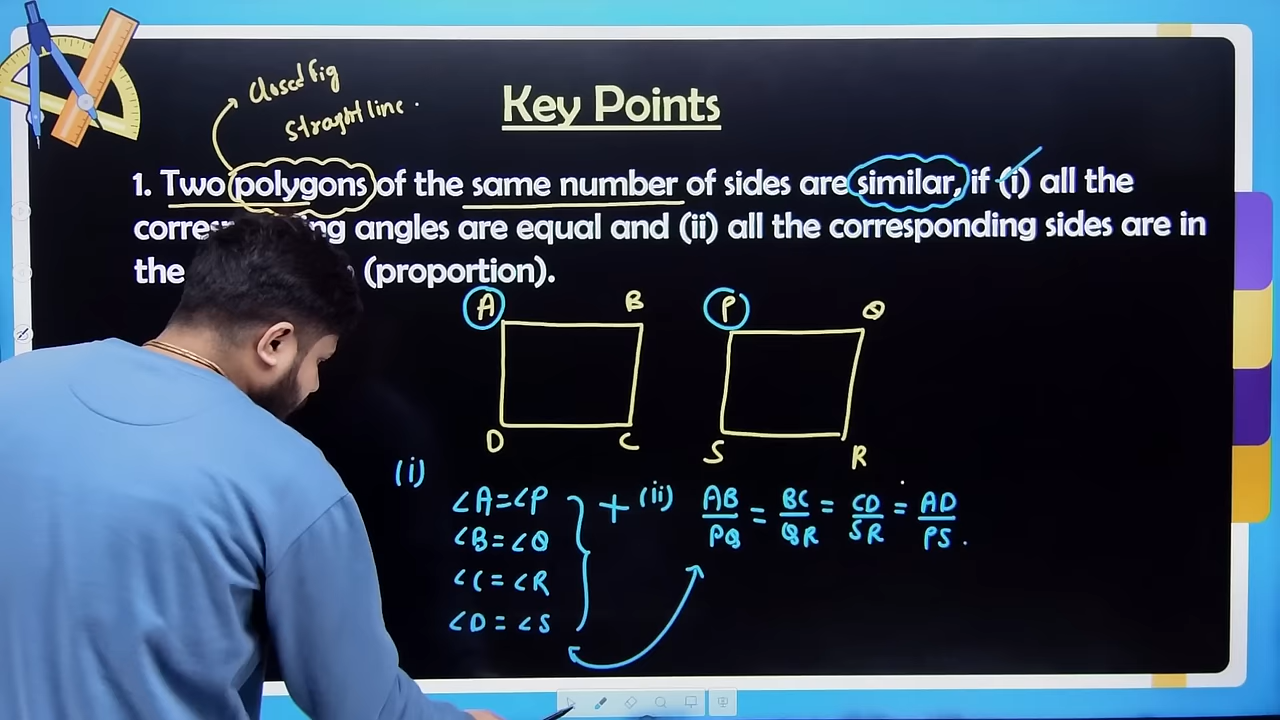 Closed fig
Straight line.
Key Points
1. Two polygons of the same number of sides are similar, if (i) all the
angles are equal and (ii) all the corresponding sides are in
the (proportion).
A B P Q
D C S R
(i)
∠A=∠P + (ii) AB/PQ = BC/QR = CD/SR = AD/PS.
∠B=∠Q
∠C=∠R
∠D=∠S